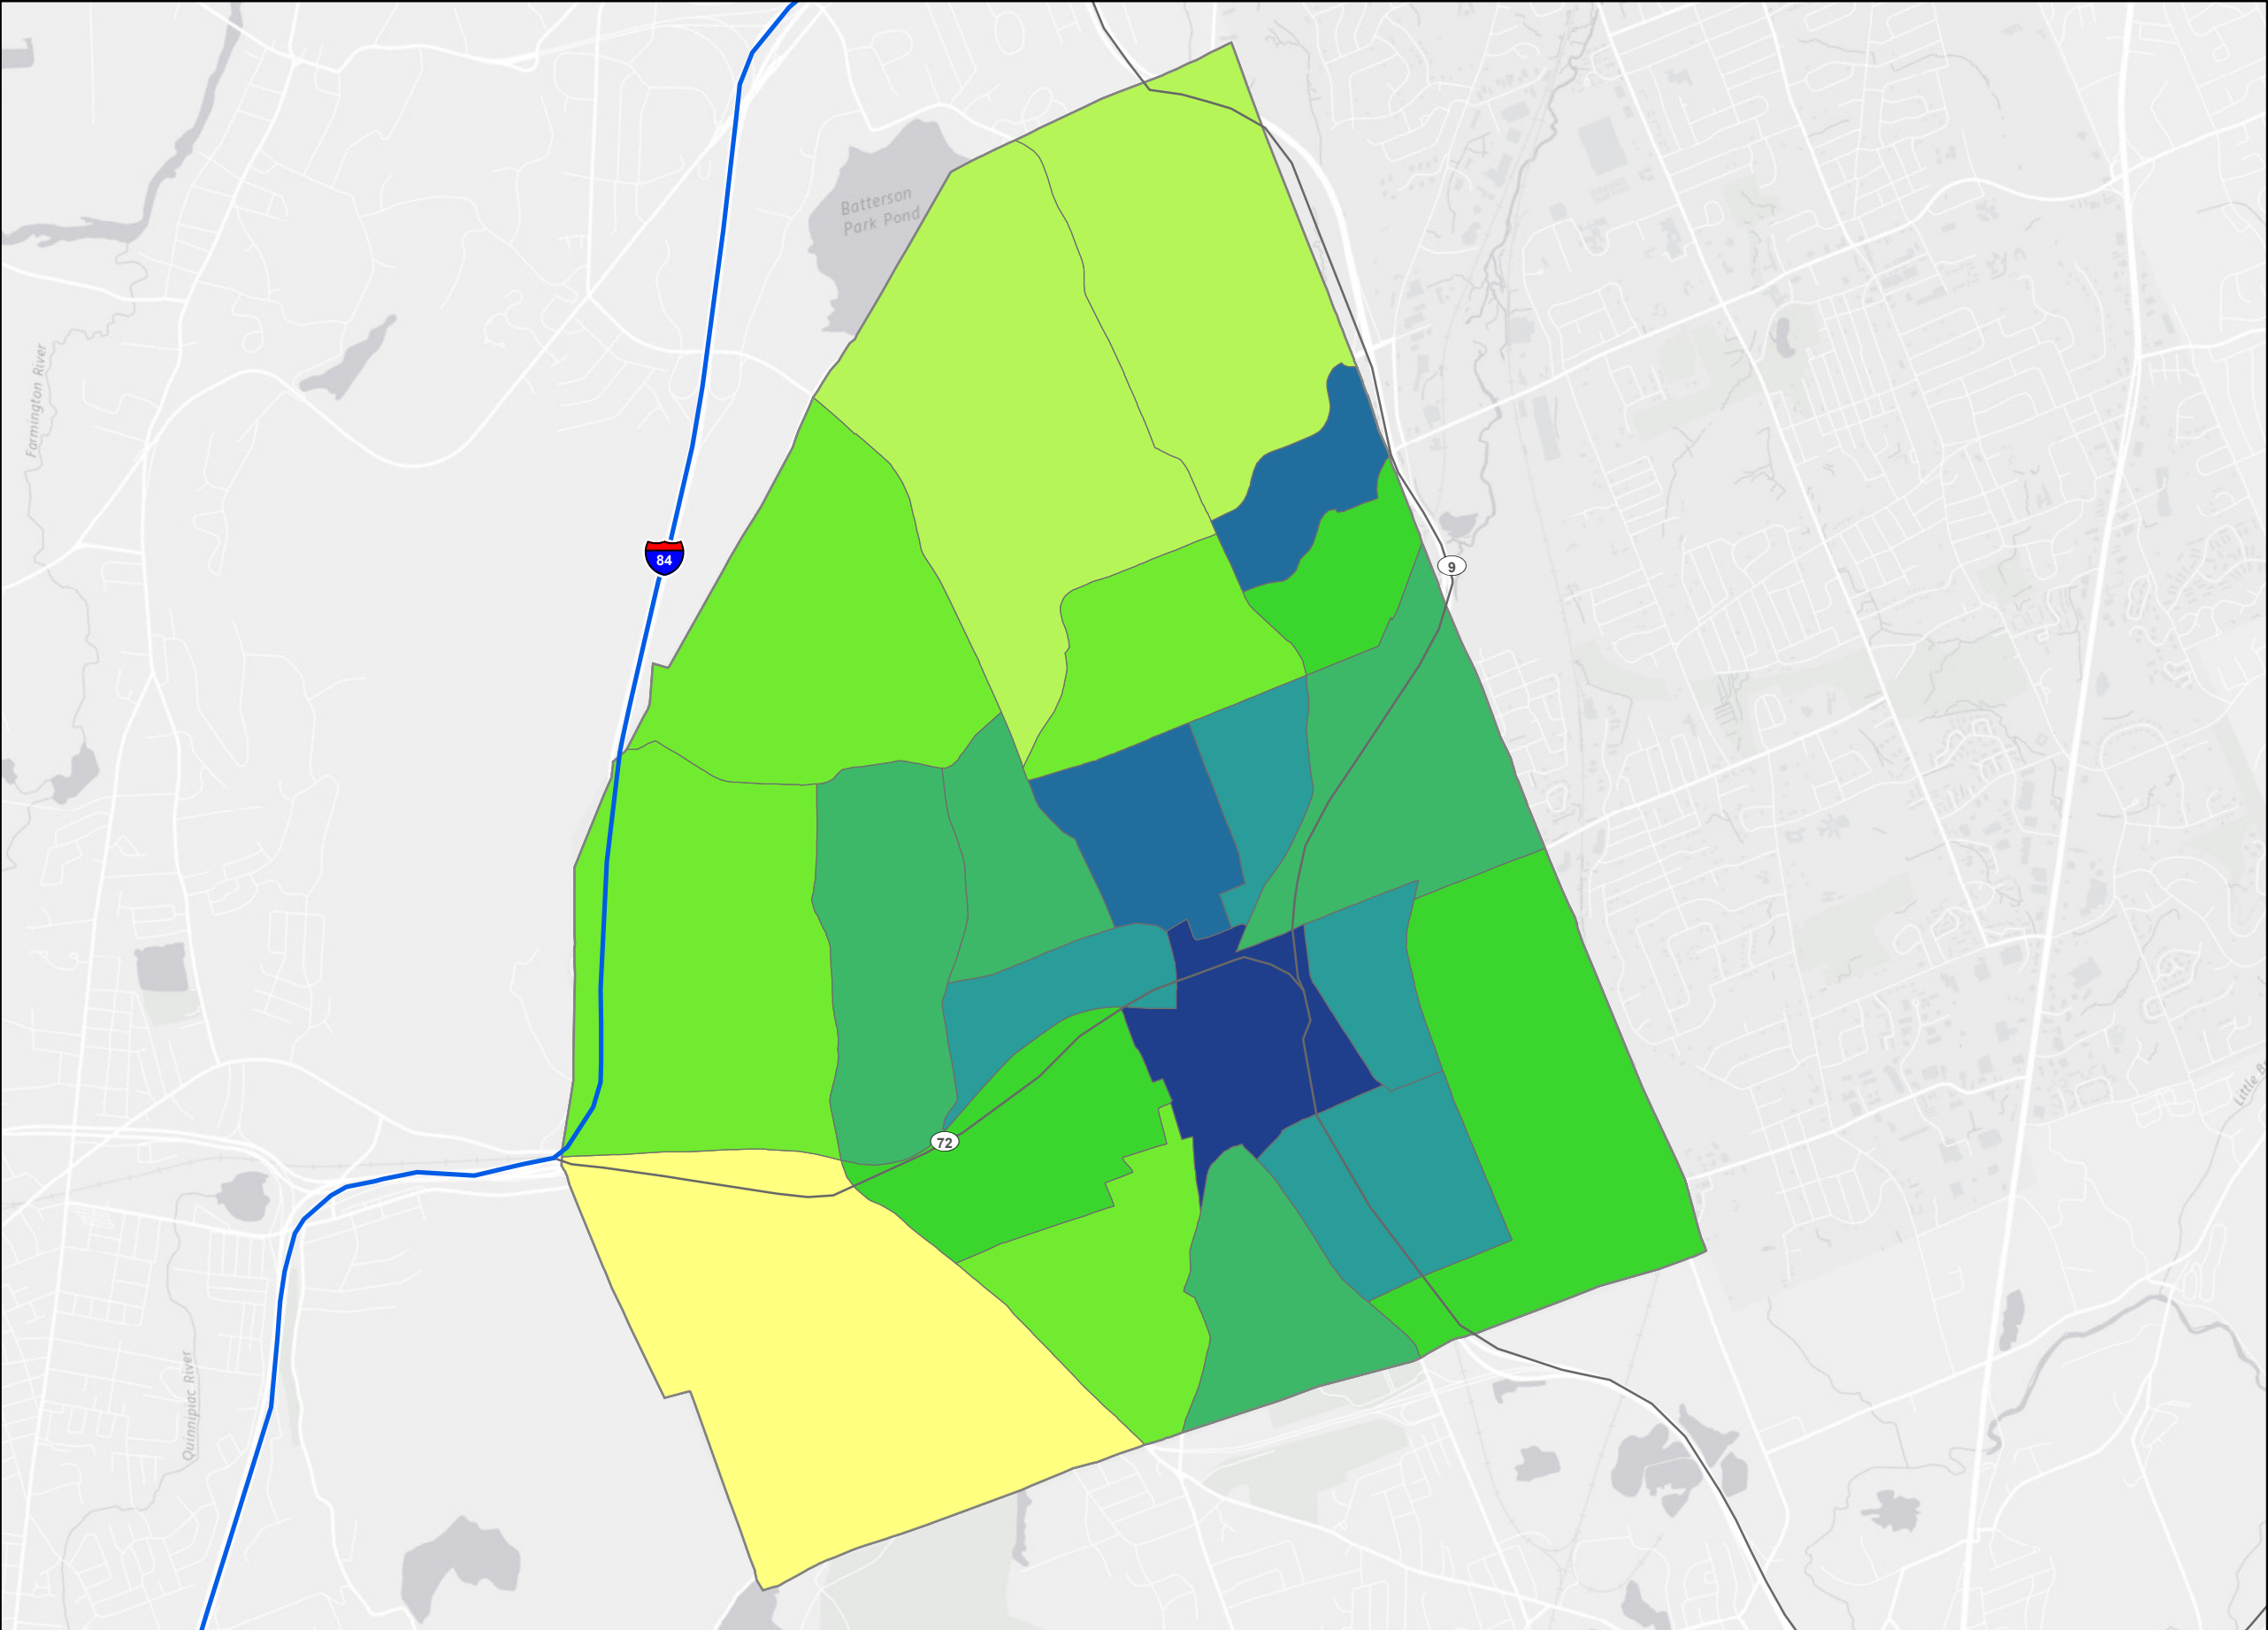 Batterson
Park Pond
Farmington River
84
9
72
Quinnipiac River